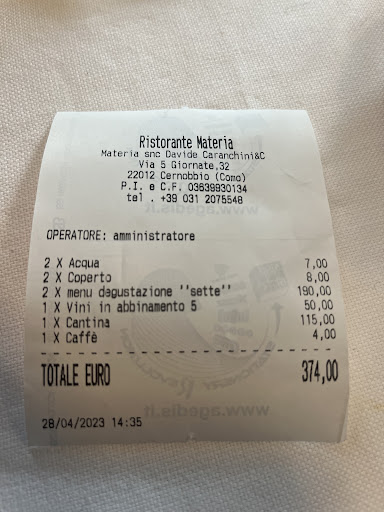 Ristorante Materia
Materia snc Davide Caranchini&C
Via 5 Giornate,32
22012 Cernobbio (Como)
P.I. e C.F. 03639930134
tel . +39 031 2075548
OPERATORE: amministratore
2 X Acqua 7,00
2 X Coperto 8,00
2 X menu degustazione ''sette'' 190,00
1 X Vini in abbinamento 5 50,00
1 X Cantina 115,00
1 X Caffè 4,00
TOTALE EURO 374,00
www.agedis.it
28/04/2023 14:35